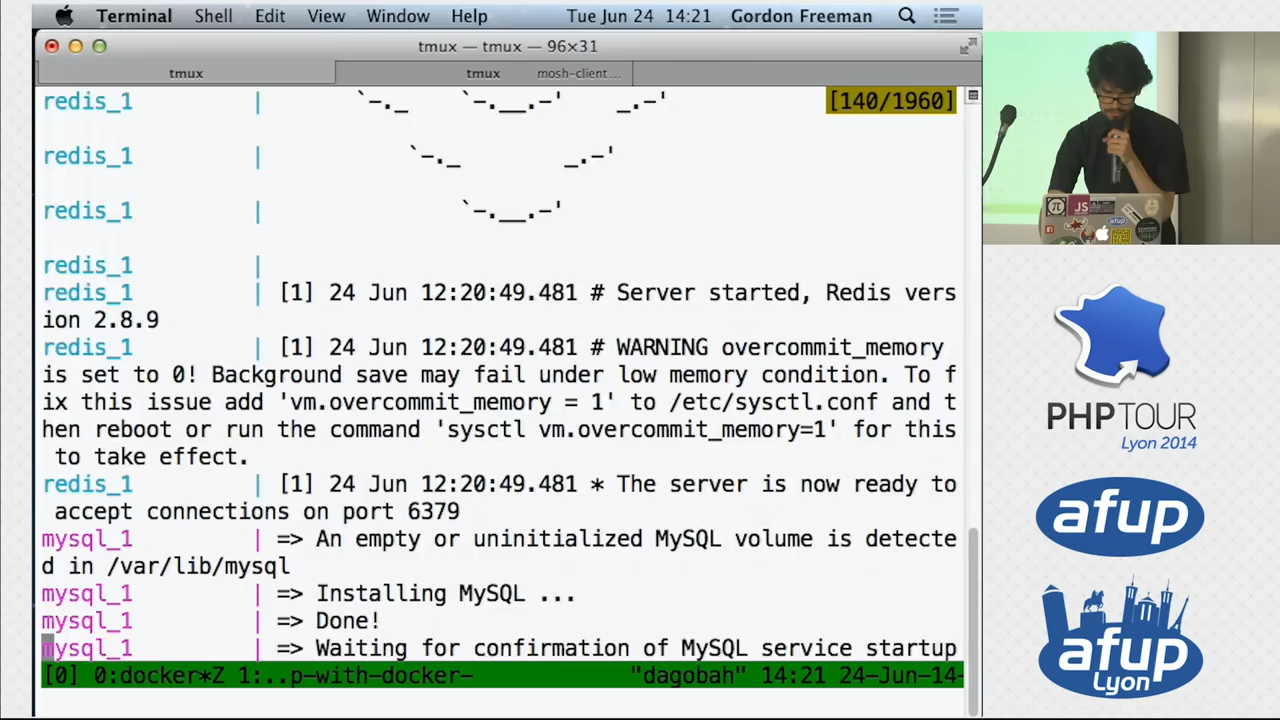 Terminal Shell Edit View Window Help Tue Jun 24 14:21 Gordon Freeman
tmux — tmux — 96×31
tmux tmux mosh-client ...
redis_1 | `-._ `-.__.-' _.-' [140/1960]
redis_1 | `-._ _.-'
redis_1 | `-.__.-'
redis_1 |
redis_1 | [1] 24 Jun 12:20:49.481 # Server started, Redis vers
ion 2.8.9
redis_1 | [1] 24 Jun 12:20:49.481 # WARNING overcommit_memory
is set to 0! Background save may fail under low memory condition. To f
ix this issue add 'vm.overcommit_memory = 1' to /etc/sysctl.conf and t
hen reboot or run the command 'sysctl vm.overcommit_memory=1' for this
to take effect.
redis_1 | [1] 24 Jun 12:20:49.481 * The server is now ready to
accept connections on port 6379
mysql_1 | => An empty or uninitialized MySQL volume is detecte
d in /var/lib/mysql
mysql_1 | => Installing MySQL ...
mysql_1 | => Done!
mysql_1 | => Waiting for confirmation of MySQL service startup
[0] 0:docker*Z 1:..p-with-docker- "dagobah" 14:21 24-Jun-14
JS
afup
PHP TOUR
Lyon 2014
afup
afup
Lyon